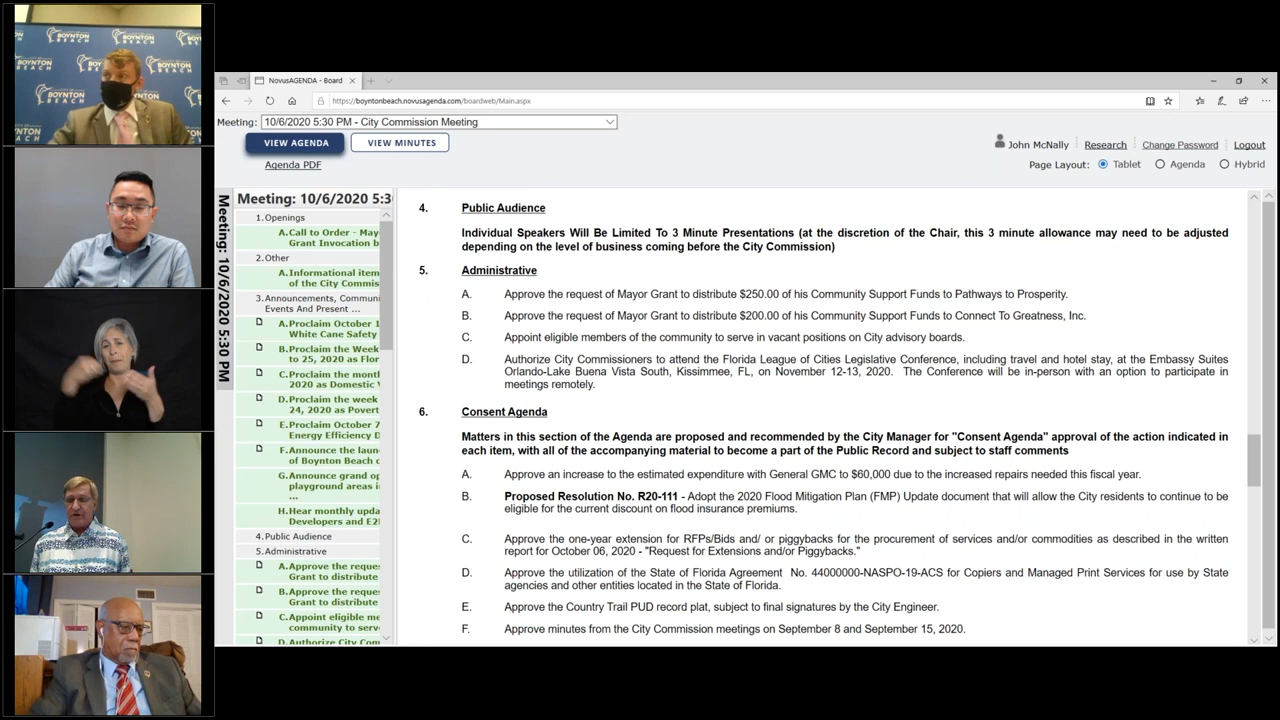 BOYNTON
BEACH
BOYNTON
BEACH
BOYNTON
BEACH
BOYNTON
BEACH
BOYNTON
BEACH
BOYNTON
BEACH
NovusAGENDA - Board
https://boyntonbeach.novusagenda.com/boardweb/Main.aspx
Meeting: 10/6/2020 5:30 PM - City Commission Meeting
VIEW AGENDA VIEW MINUTES
Agenda PDF
John McNally Research Change Password Logout
Page Layout: Tablet Agenda Hybrid
Meeting: 10/6/2020 5:30 PM
Meeting: 10/6/2020 5:3
1.Openings
A.Call to Order - Mayo
Grant Invocation b
2.Other
A.Informational item
of the City Commis
3.Announcements, Commun
Events And Present ...
A.Proclaim October 1
White Cane Safety
B.Proclaim the Week
to 25, 2020 as Flor
C.Proclaim the month
2020 as Domestic V
D.Proclaim the week
24, 2020 as Povert
E.Proclaim October 7
Energy Efficiency D
F.Announce the laun
of Boynton Beach c
G.Announce grand op
playground areas i
...
H.Hear monthly upda
Developers and E2
4.Public Audience
5.Administrative
A.Approve the reques
Grant to distribute
B.Approve the reques
Grant to distribute
C.Appoint eligible me
community to serve
D.Authorize City Com
4. Public Audience
Individual Speakers Will Be Limited To 3 Minute Presentations (at the discretion of the Chair, this 3 minute allowance may need to be adjusted
depending on the level of business coming before the City Commission)
5. Administrative
A. Approve the request of Mayor Grant to distribute $250.00 of his Community Support Funds to Pathways to Prosperity.
B. Approve the request of Mayor Grant to distribute $200.00 of his Community Support Funds to Connect To Greatness, Inc.
C. Appoint eligible members of the community to serve in vacant positions on City advisory boards.
D. Authorize City Commissioners to attend the Florida League of Cities Legislative Conference, including travel and hotel stay, at the Embassy Suites
Orlando-Lake Buena Vista South, Kissimmee, FL, on November 12-13, 2020. The Conference will be in-person with an option to participate in
meetings remotely.
6. Consent Agenda
Matters in this section of the Agenda are proposed and recommended by the City Manager for "Consent Agenda" approval of the action indicated in
each item, with all of the accompanying material to become a part of the Public Record and subject to staff comments
A. Approve an increase to the estimated expenditure with General GMC to $60,000 due to the increased repairs needed this fiscal year.
B. Proposed Resolution No. R20-111 - Adopt the 2020 Flood Mitigation Plan (FMP) Update document that will allow the City residents to continue to be
eligible for the current discount on flood insurance premiums.
C. Approve the one-year extension for RFPs/Bids and/ or piggybacks for the procurement of services and/or commodities as described in the written
report for October 06, 2020 - "Request for Extensions and/or Piggybacks."
D. Approve the utilization of the State of Florida Agreement No. 44000000-NASPO-19-ACS for Copiers and Managed Print Services for use by State
agencies and other entities located in the State of Florida.
E. Approve the Country Trail PUD record plat, subject to final signatures by the City Engineer.
F. Approve minutes from the City Commission meetings on September 8 and September 15, 2020.